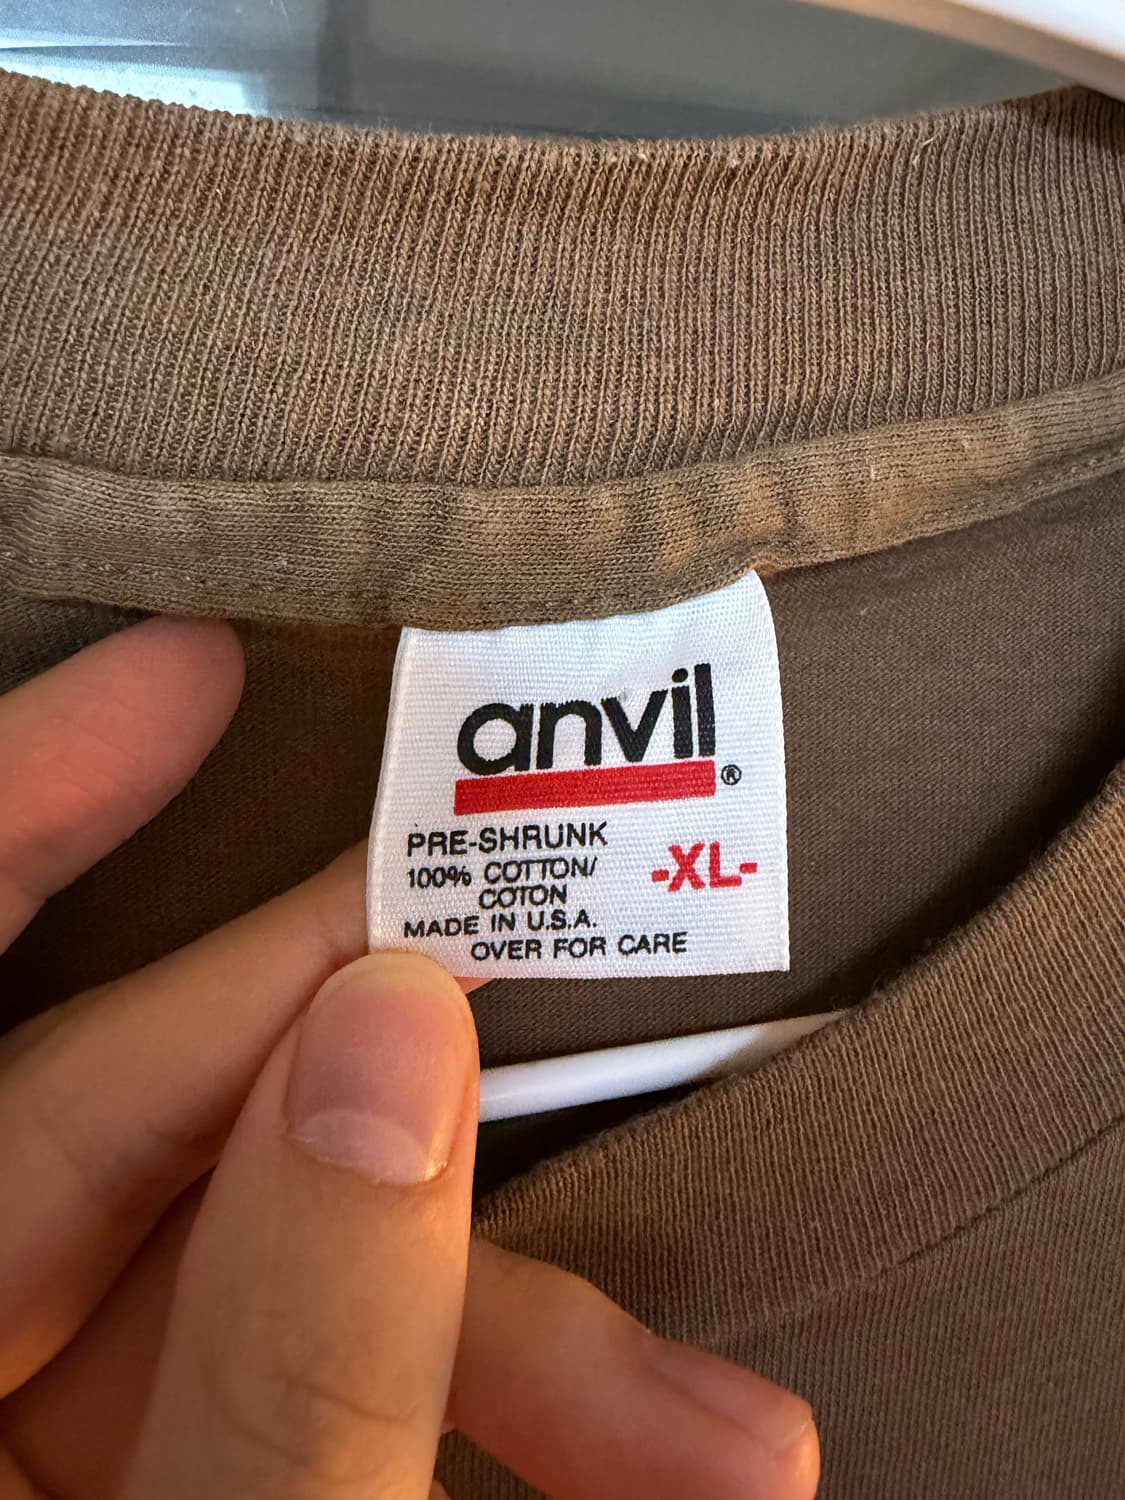 anvil®
PRE-SHRUNK
100% COTTON/ -XL-
COTON
MADE IN U.S.A.
OVER FOR CARE